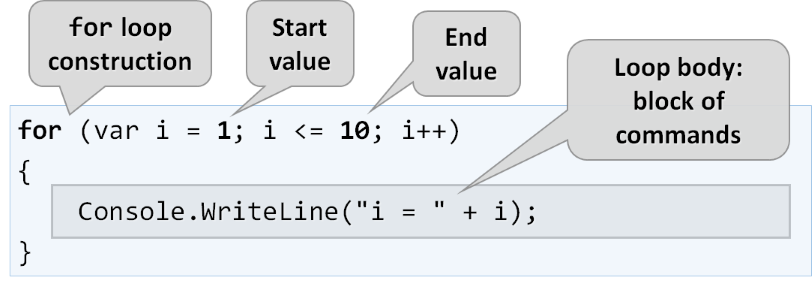 for loop
construction
Start
value
End
value
Loop body:
block of
commands
for (var i = 1; i <= 10; i++)
{
Console.WriteLine("i = " + i);
}